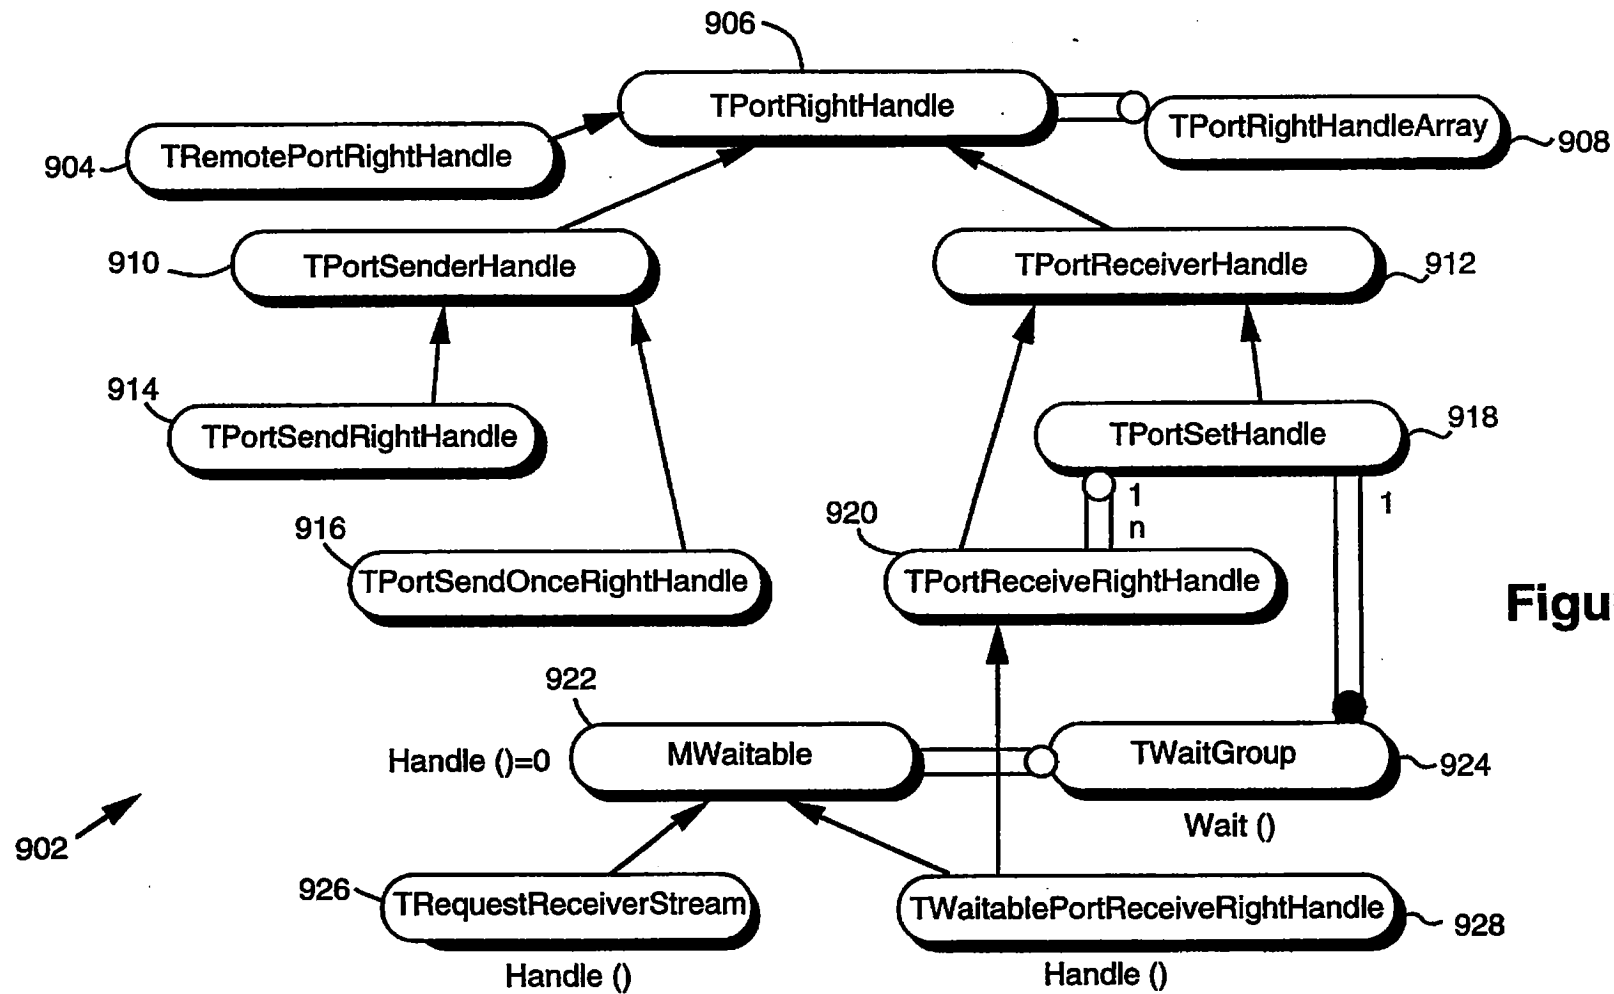 906
TPortRightHandle
TPortRightHandleArray
908
TRemotePortRightHandle
904
910
TPortSenderHandle
TPortReceiverHandle
912
914
TPortSendRightHandle
TPortSetHandle
918
1
n
1
916
920
TPortSendOnceRightHandle
TPortReceiveRightHandle
Figu
922
Handle ()=0
MWaitable
TWaitGroup
924
Wait ()
902
926
TRequestReceiverStream
TWaitablePortReceiveRightHandle
928
Handle ()
Handle ()